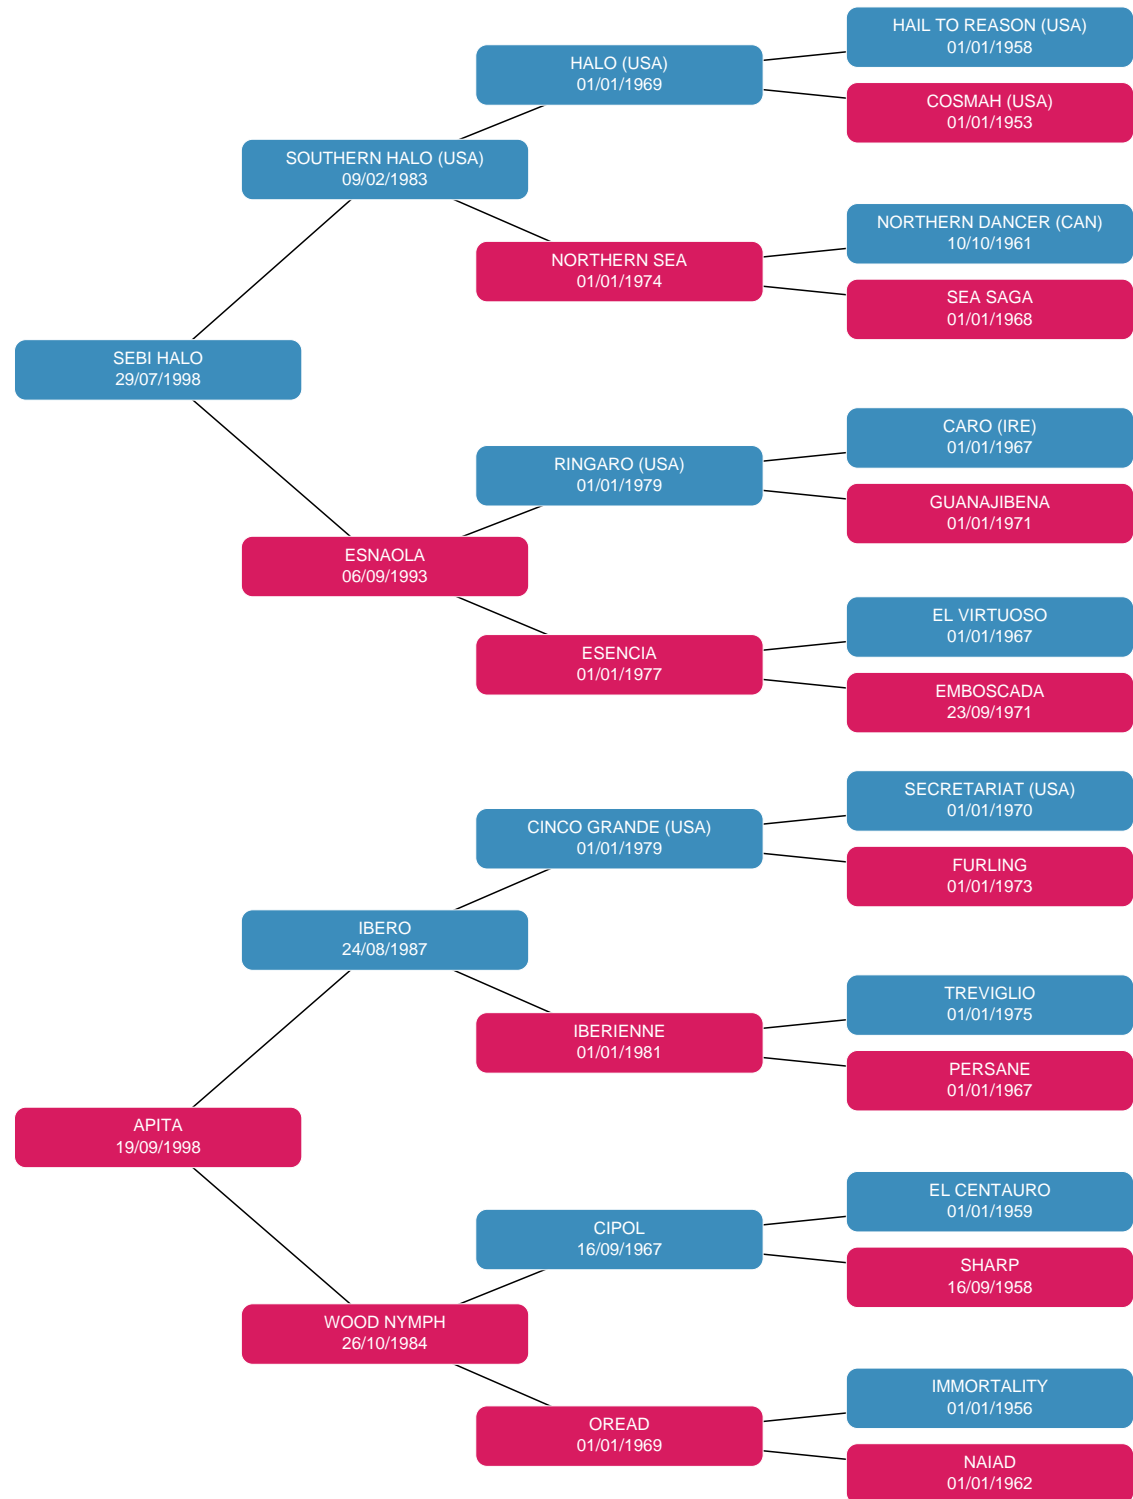 HAIL TO REASON (USA)
01/01/1958
HALO (USA)
01/01/1969
COSMAH (USA)
01/01/1953
SOUTHERN HALO (USA)
09/02/1983
NORTHERN DANCER (CAN)
10/10/1961
NORTHERN SEA
01/01/1974
SEA SAGA
01/01/1968
SEBI HALO
29/07/1998
CARO (IRE)
01/01/1967
RINGARO (USA)
01/01/1979
GUANAJIBENA
01/01/1971
ESNAOLA
06/09/1993
EL VIRTUOSO
01/01/1967
ESENCIA
01/01/1977
EMBOSCADA
23/09/1971
SECRETARIAT (USA)
01/01/1970
CINCO GRANDE (USA)
01/01/1979
FURLING
01/01/1973
IBERO
24/08/1987
TREVIGLIO
01/01/1975
IBERIENNE
01/01/1981
PERSANE
01/01/1967
APITA
19/09/1998
EL CENTAURO
01/01/1959
CIPOL
16/09/1967
SHARP
16/09/1958
WOOD NYMPH
26/10/1984
IMMORTALITY
01/01/1956
OREAD
01/01/1969
NAIAD
01/01/1962